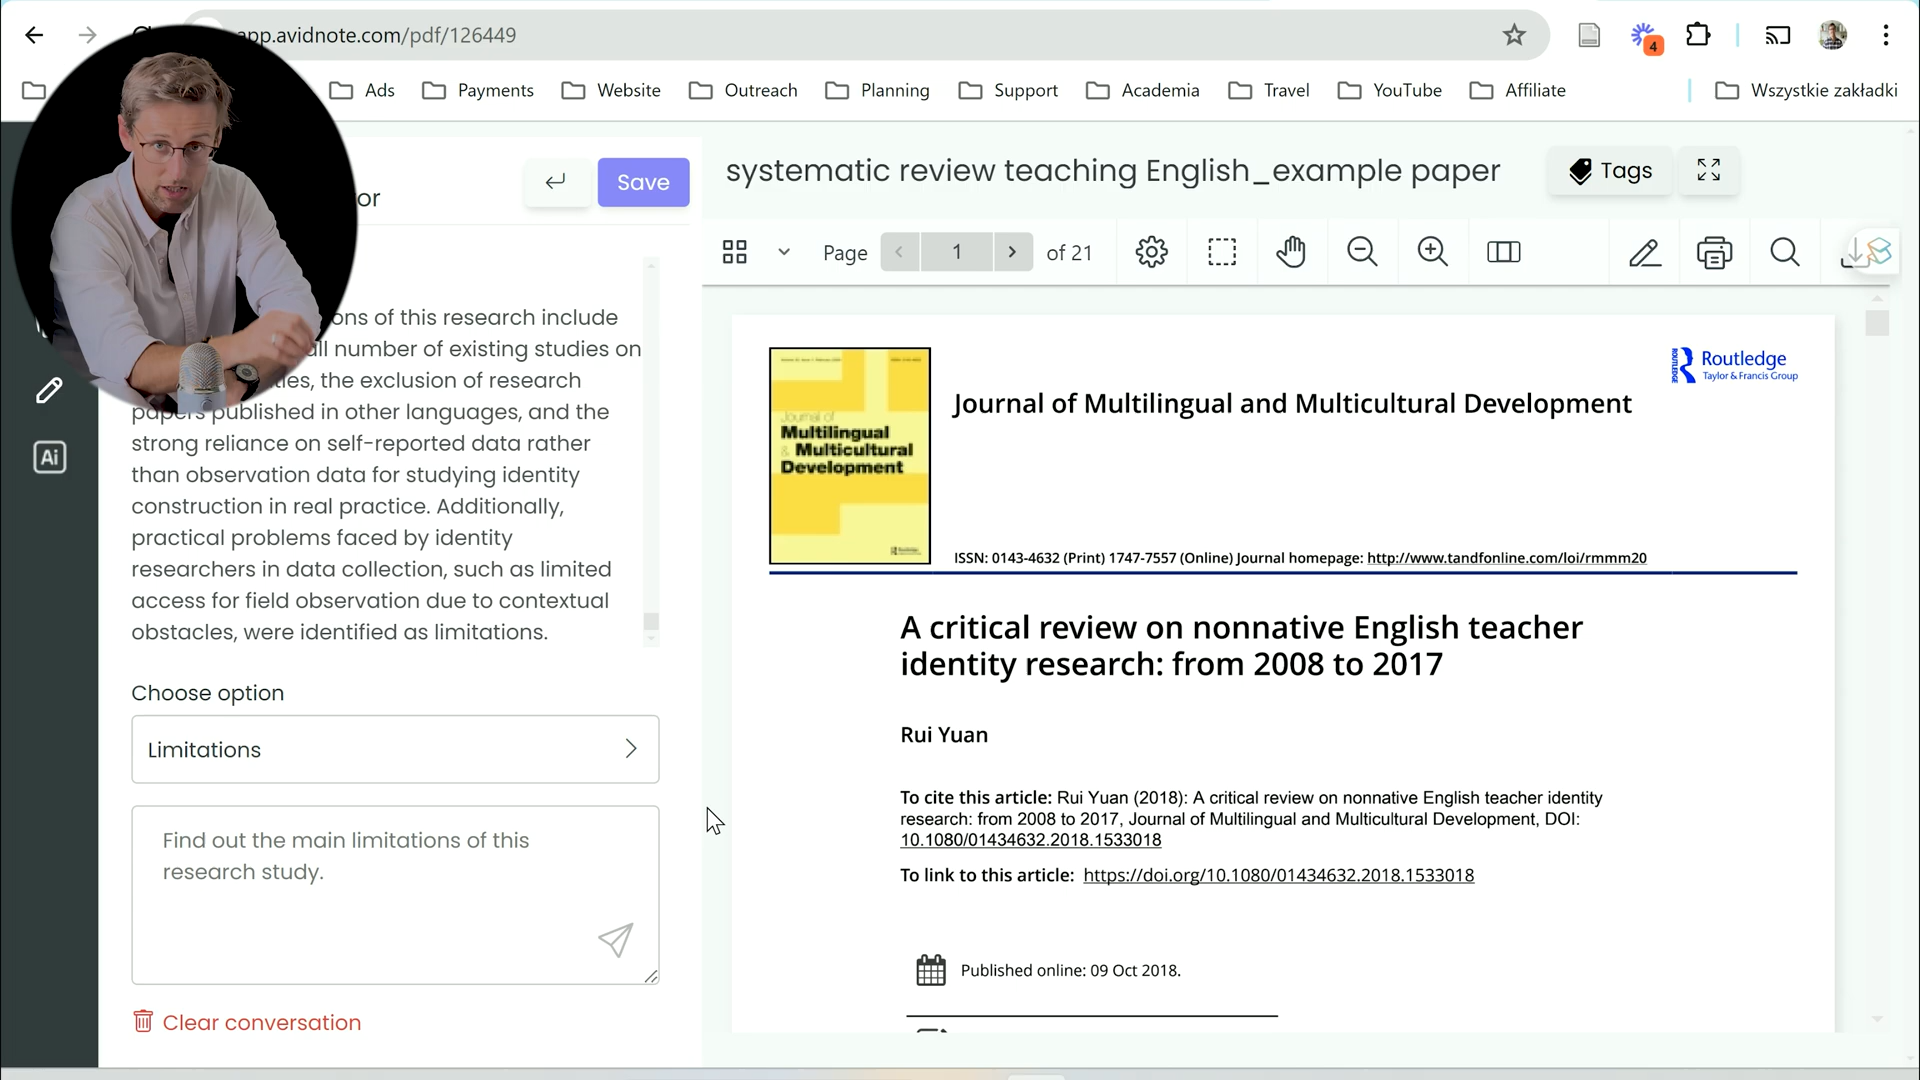 app.avidnote.com/pdf/126449
4
Ads
Payments
Website
Outreach
Planning
Support
Academia
Travel
YouTube
Affiliate
Wszystkie zakładki
or
Save
ons of this research include
all number of existing studies on
ties, the exclusion of research
papers published in other languages, and the
strong reliance on self-reported data rather
than observation data for studying identity
construction in real practice. Additionally,
practical problems faced by identity
researchers in data collection, such as limited
access for field observation due to contextual
obstacles, were identified as limitations.
Choose option
Limitations
Find out the main limitations of this
research study.
Clear conversation
Ai
systematic review teaching English_example paper
Tags
Page 1 of 21
Journal of
Multilingual
& Multicultural
Development
Routledge
Routledge
Taylor & Francis Group
Journal of Multilingual and Multicultural Development
ISSN: 0143-4632 (Print) 1747-7557 (Online) Journal homepage: http://www.tandfonline.com/loi/rmmm20
A critical review on nonnative English teacher
identity research: from 2008 to 2017
Rui Yuan
To cite this article: Rui Yuan (2018): A critical review on nonnative English teacher identity
research: from 2008 to 2017, Journal of Multilingual and Multicultural Development, DOI:
10.1080/01434632.2018.1533018
To link to this article: https://doi.org/10.1080/01434632.2018.1533018
Published online: 09 Oct 2018.